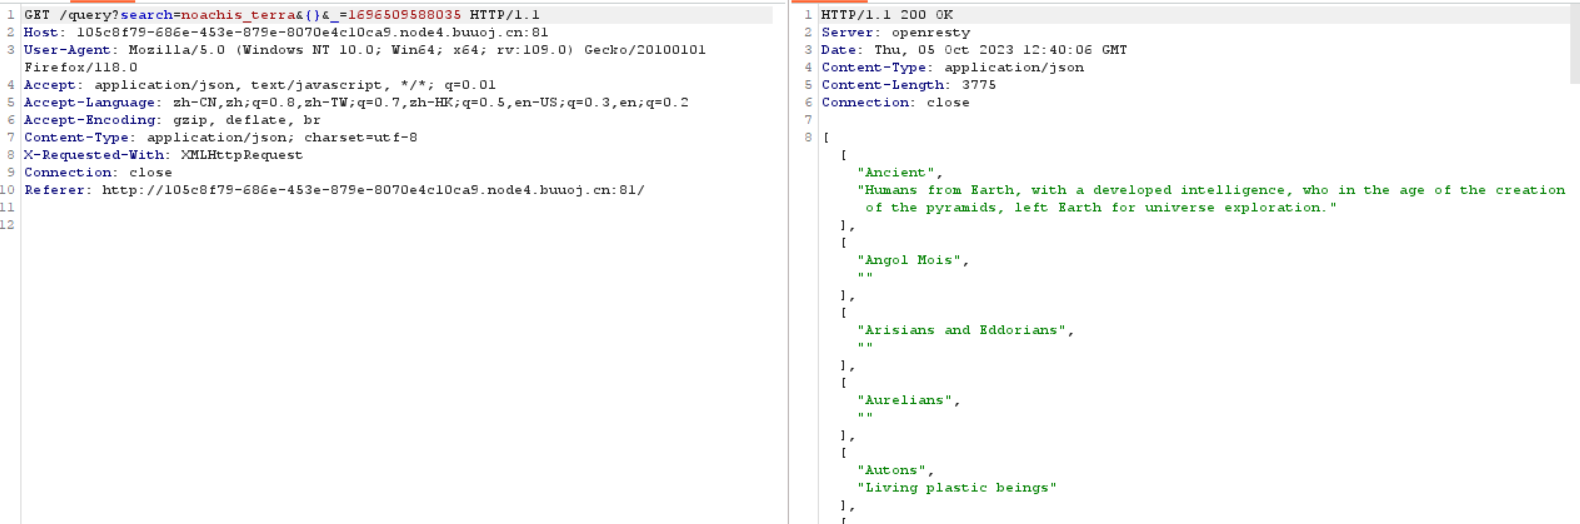 1 GET /query?search=noachis_terra&{}&_=1696509588035 HTTP/1.1
2 Host: 105c8f79-686e-453e-879e-8070e4c10ca9.node4.buuoj.cn:81
3 User-Agent: Mozilla/5.0 (Windows NT 10.0; Win64; x64; rv:109.0) Gecko/20100101
Firefox/118.0
4 Accept: application/json, text/javascript, */*; q=0.01
5 Accept-Language: zh-CN,zh;q=0.8,zh-TW;q=0.7,zh-HK;q=0.5,en-US;q=0.3,en;q=0.2
6 Accept-Encoding: gzip, deflate, br
7 Content-Type: application/json; charset=utf-8
8 X-Requested-With: XMLHttpRequest
9 Connection: close
10 Referer: http://105c8f79-686e-453e-879e-8070e4c10ca9.node4.buuoj.cn:81/
11
12
1 HTTP/1.1 200 OK
2 Server: openresty
3 Date: Thu, 05 Oct 2023 12:40:06 GMT
4 Content-Type: application/json
5 Content-Length: 3775
6 Connection: close
7
8 [
[
"Ancient",
"Humans from Earth, with a developed intelligence, who in the age of the creation
of the pyramids, left Earth for universe exploration."
],
[
"Angol Mois",
""
],
[
"Arisians and Eddorians",
""
],
[
"Aurelians",
""
],
[
"Autons",
"Living plastic beings"
],
[